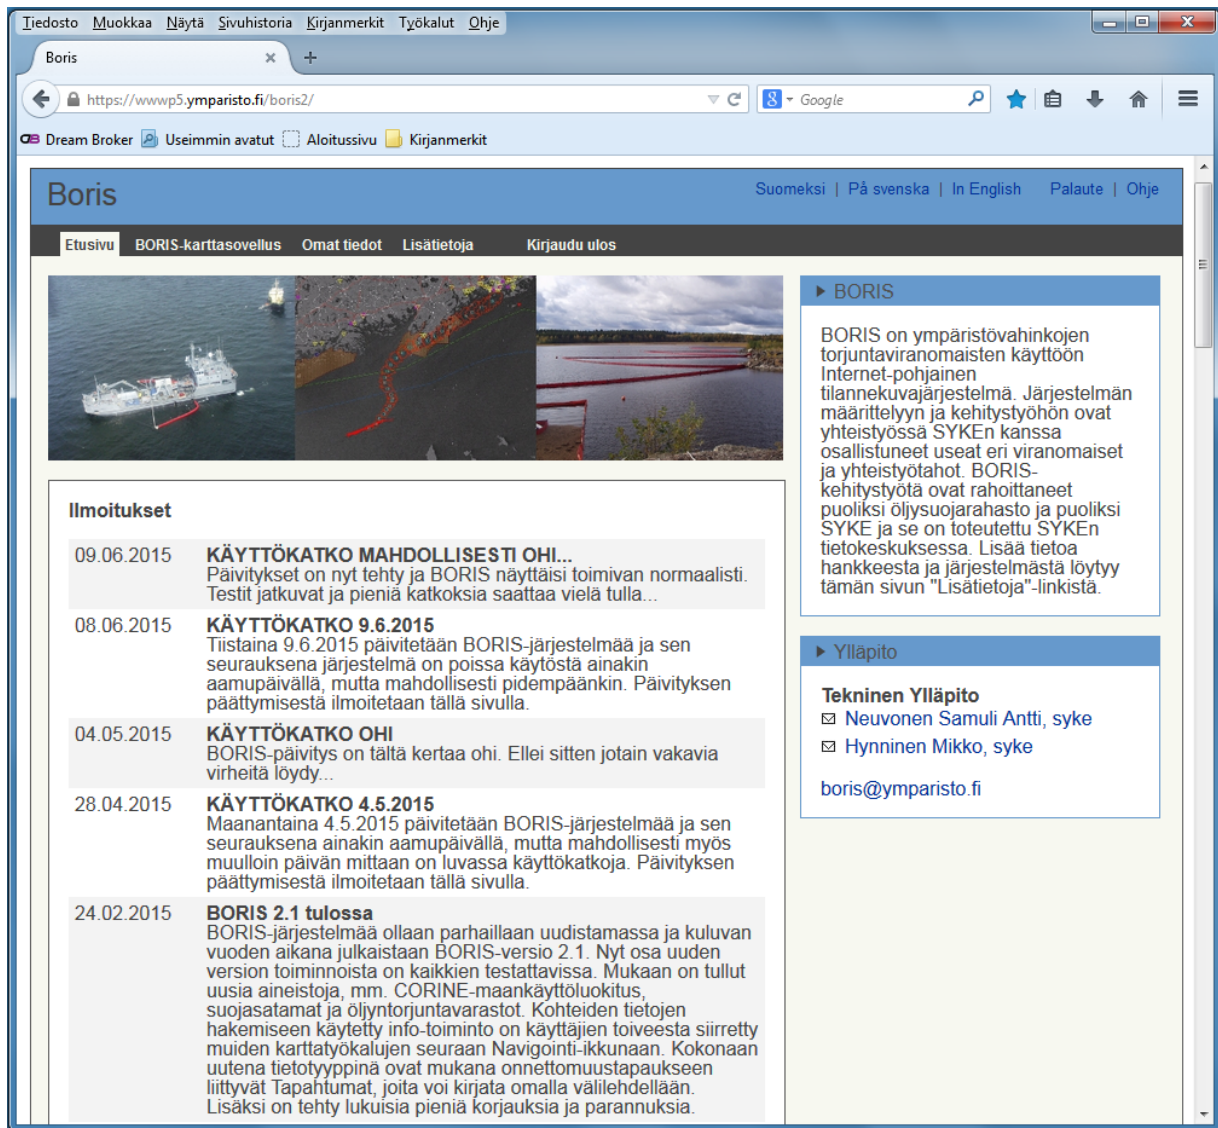 Tiedosto Muokkaa Näytä Sivuhistoria Kirjanmerkit Työkalut Ohje
Boris
https://wwwp5.ymparisto.fi/boris2/
Google
Dream Broker Useimmin avatut Aloitussivu Kirjanmerkit
Boris
Suomeksi | På svenska | In English Palaute | Ohje
Etusivu BORIS-karttasovellus Omat tiedot Lisätietoja Kirjaudu ulos
Ilmoitukset
09.06.2015 KÄYTTÖKATKO MAHDOLLISESTI OHI...
Päivitykset on nyt tehty ja BORIS näyttäisi toimivan normaalisti.
Testit jatkuvat ja pieniä katkoksia saattaa vielä tulla...
08.06.2015 KÄYTTÖKATKO 9.6.2015
Tiistaina 9.6.2015 päivitetään BORIS-järjestelmää ja sen
seurauksena järjestelmä on poissa käytöstä ainakin
aamupäivällä, mutta mahdollisesti pidempäänkin. Päivityksen
päättymisestä ilmoitetaan tällä sivulla.
04.05.2015 KÄYTTÖKATKO OHI
BORIS-päivitys on tältä kertaa ohi. Ellei sitten jotain vakavia
virheitä löydy...
28.04.2015 KÄYTTÖKATKO 4.5.2015
Maanantaina 4.5.2015 päivitetään BORIS-järjestelmää ja sen
seurauksena ainakin aamupäivällä, mutta mahdollisesti myös
muulloin päivän mittaan on luvassa käyttökatkoja. Päivityksen
päättymisestä ilmoitetaan tällä sivulla.
24.02.2015 BORIS 2.1 tulossa
BORIS-järjestelmää ollaan parhaillaan uudistamassa ja kuluvan
vuoden aikana julkaistaan BORIS-versio 2.1. Nyt osa uuden
version toiminnoista on kaikkien testattavissa. Mukaan on tullut
uusia aineistoja, mm. CORINE-maankäyttöluokitus,
suojasatamat ja öljyntorjuntavarastot. Kohteiden tietojen
hakemiseen käytetty info-toiminto on käyttäjien toiveesta siirretty
muiden karttatyökalujen seuraan Navigointi-ikkunaan. Kokonaan
uutena tietotyyppinä ovat mukana onnettomuustapaukseen
liittyvät Tapahtumat, joita voi kirjata omalla välilehdellään.
Lisäksi on tehty lukuisia pieniä korjauksia ja parannuksia.
BORIS
BORIS on ympäristövahinkojen
torjuntaviranomaisten käyttöön
Internet-pohjainen
tilannekuvajärjestelmä. Järjestelmän
määrittelyyn ja kehitystyöhön ovat
yhteistyössä SYKEn kanssa
osallistuneet useat eri viranomaiset
ja yhteistyötahot. BORIS-
kehitystyötä ovat rahoittaneet
puoliksi öljysuojarahasto ja puoliksi
SYKE ja se on toteutettu SYKEn
tietokeskuksessa. Lisää tietoa
hankkeesta ja järjestelmästä löytyy
tämän sivun "Lisätietoja"-linkistä.
Ylläpito
Tekninen Ylläpito
Neuvonen Samuli Antti, syke
Hynninen Mikko, syke
boris@ymparisto.fi